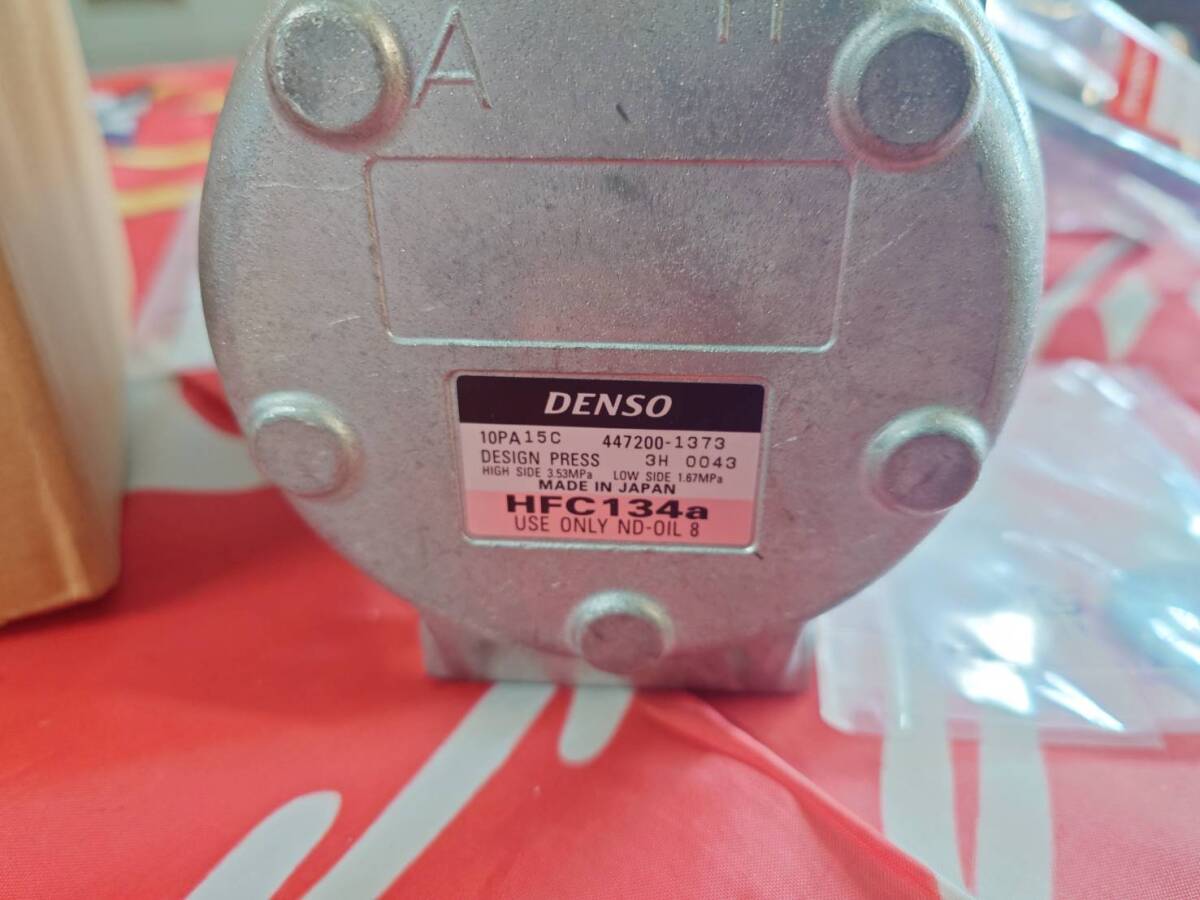 A
DENSO
10PA15C 447200-1373
DESIGN PRESS 3H 0043
HIGH SIDE 3.53MPa LOW SIDE 1.67MPa
MADE IN JAPAN
HFC134a
USE ONLY ND-OIL 8